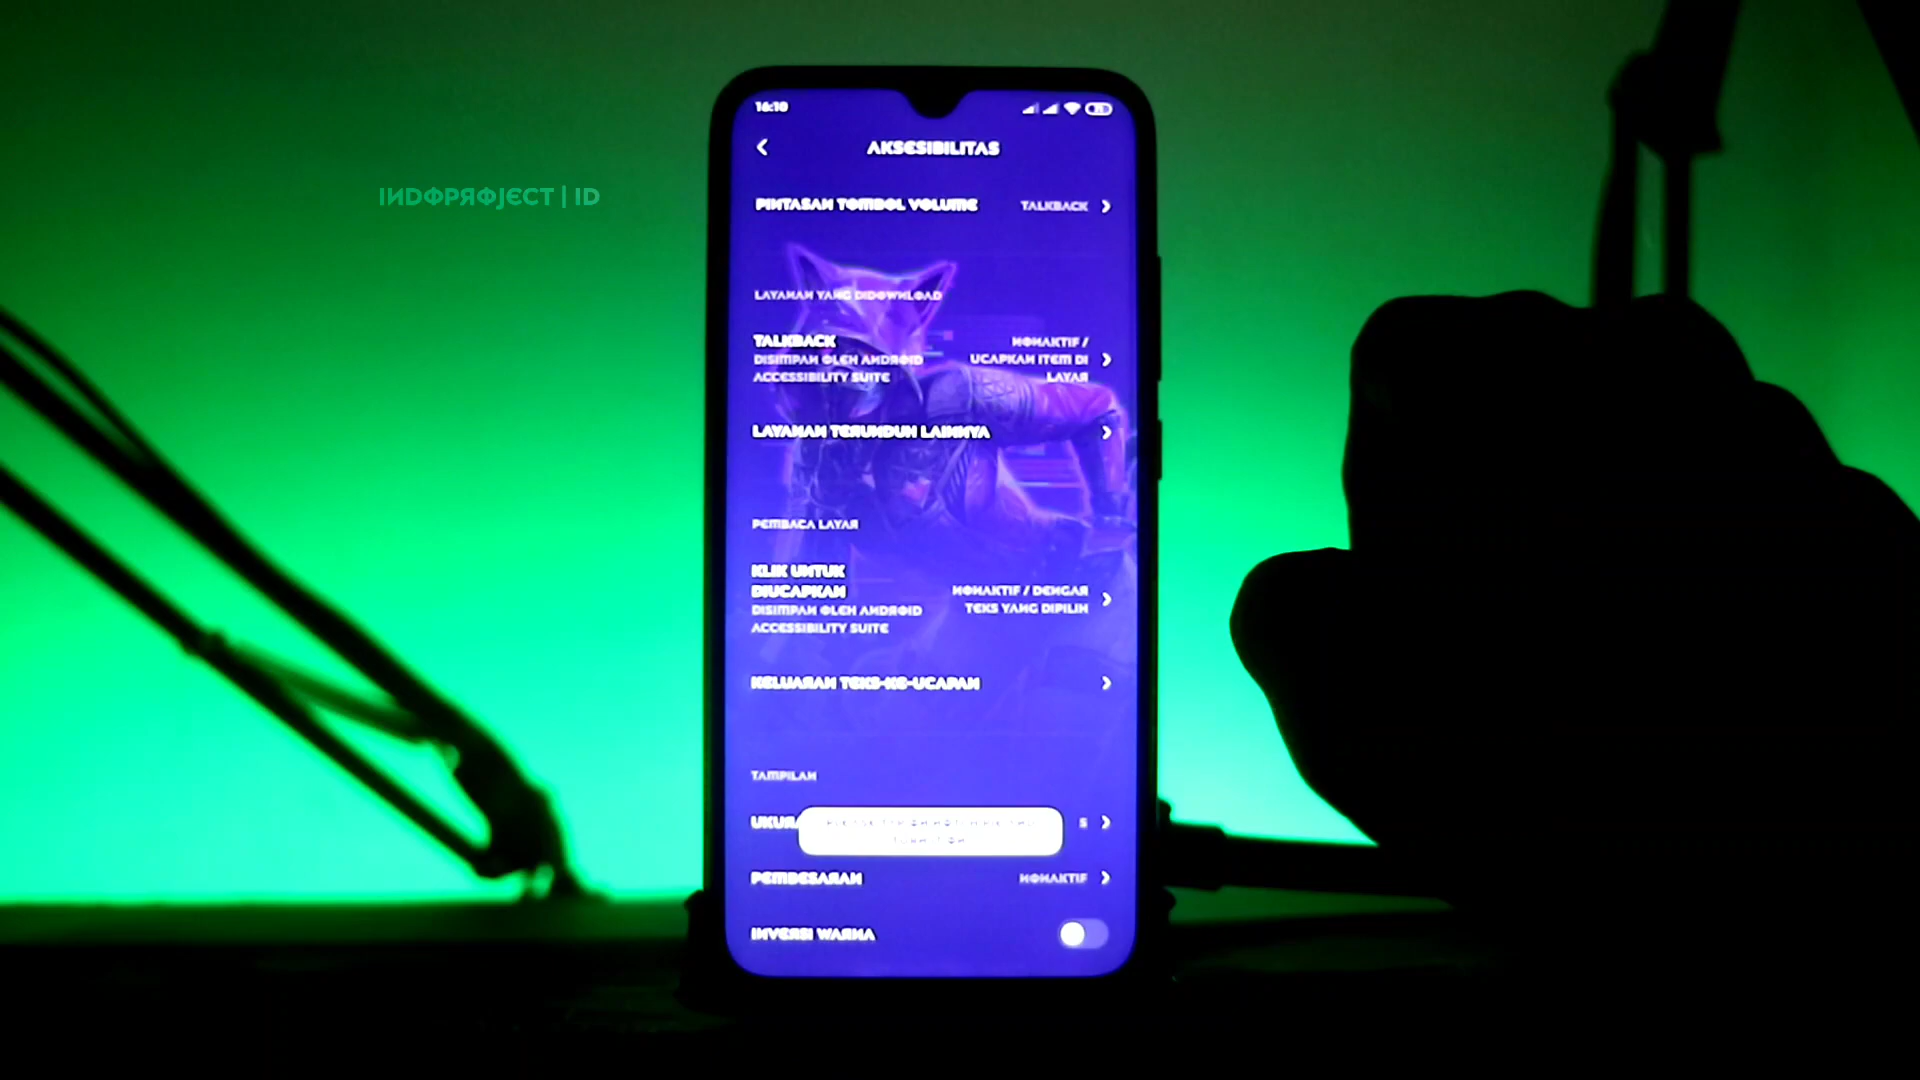 16:10
AKSESIBILITAS
INDOPROJECT | ID
PINTASAN TOMBOL VOLUME TALKBACK
LAYANAN YANG DIDOWNLOAD
TALKBACK
DISIMPAN OLEH ANDROID
ACCESSIBILITY SUITE
NONAKTIF /
UCAPKAN ITEM DI
LAYAR
LAYANAN TERUNDUH LAINNYA
PEMBACA LAYAR
KLIK UNTUK
DIUCAPKAN
DISIMPAN OLEH ANDROID
ACCESSIBILITY SUITE
NONAKTIF / DENGAR
TEKS YANG DIPILIH
KELUARAN TEKS-KE-UCAPAN
TAMPILAN
PEMBESARAN NONAKTIF
INVERSI WARNA